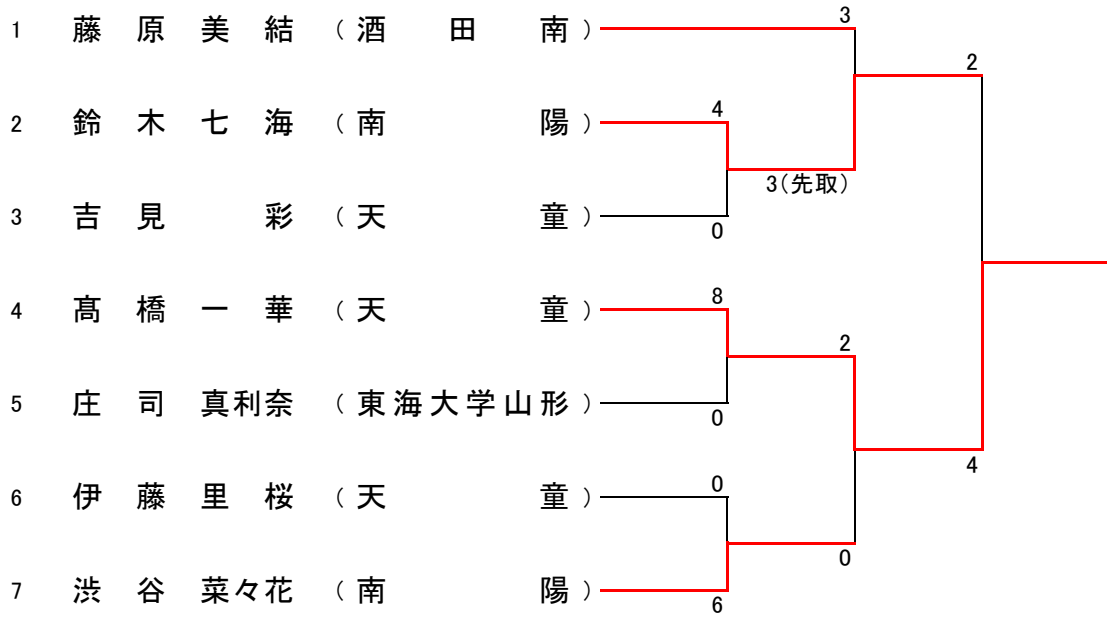 3
1 藤原美結 (酒田南)
2
4
2 鈴木七海 (南陽)
3(先取)
3 吉見彩 (天童)
0
8
4 髙橋一華 (天童)
2
5 庄司真利奈 (東海大学山形)
0
4
0
6 伊藤里桜 (天童)
0
7 渋谷菜々花 (南陽)
6